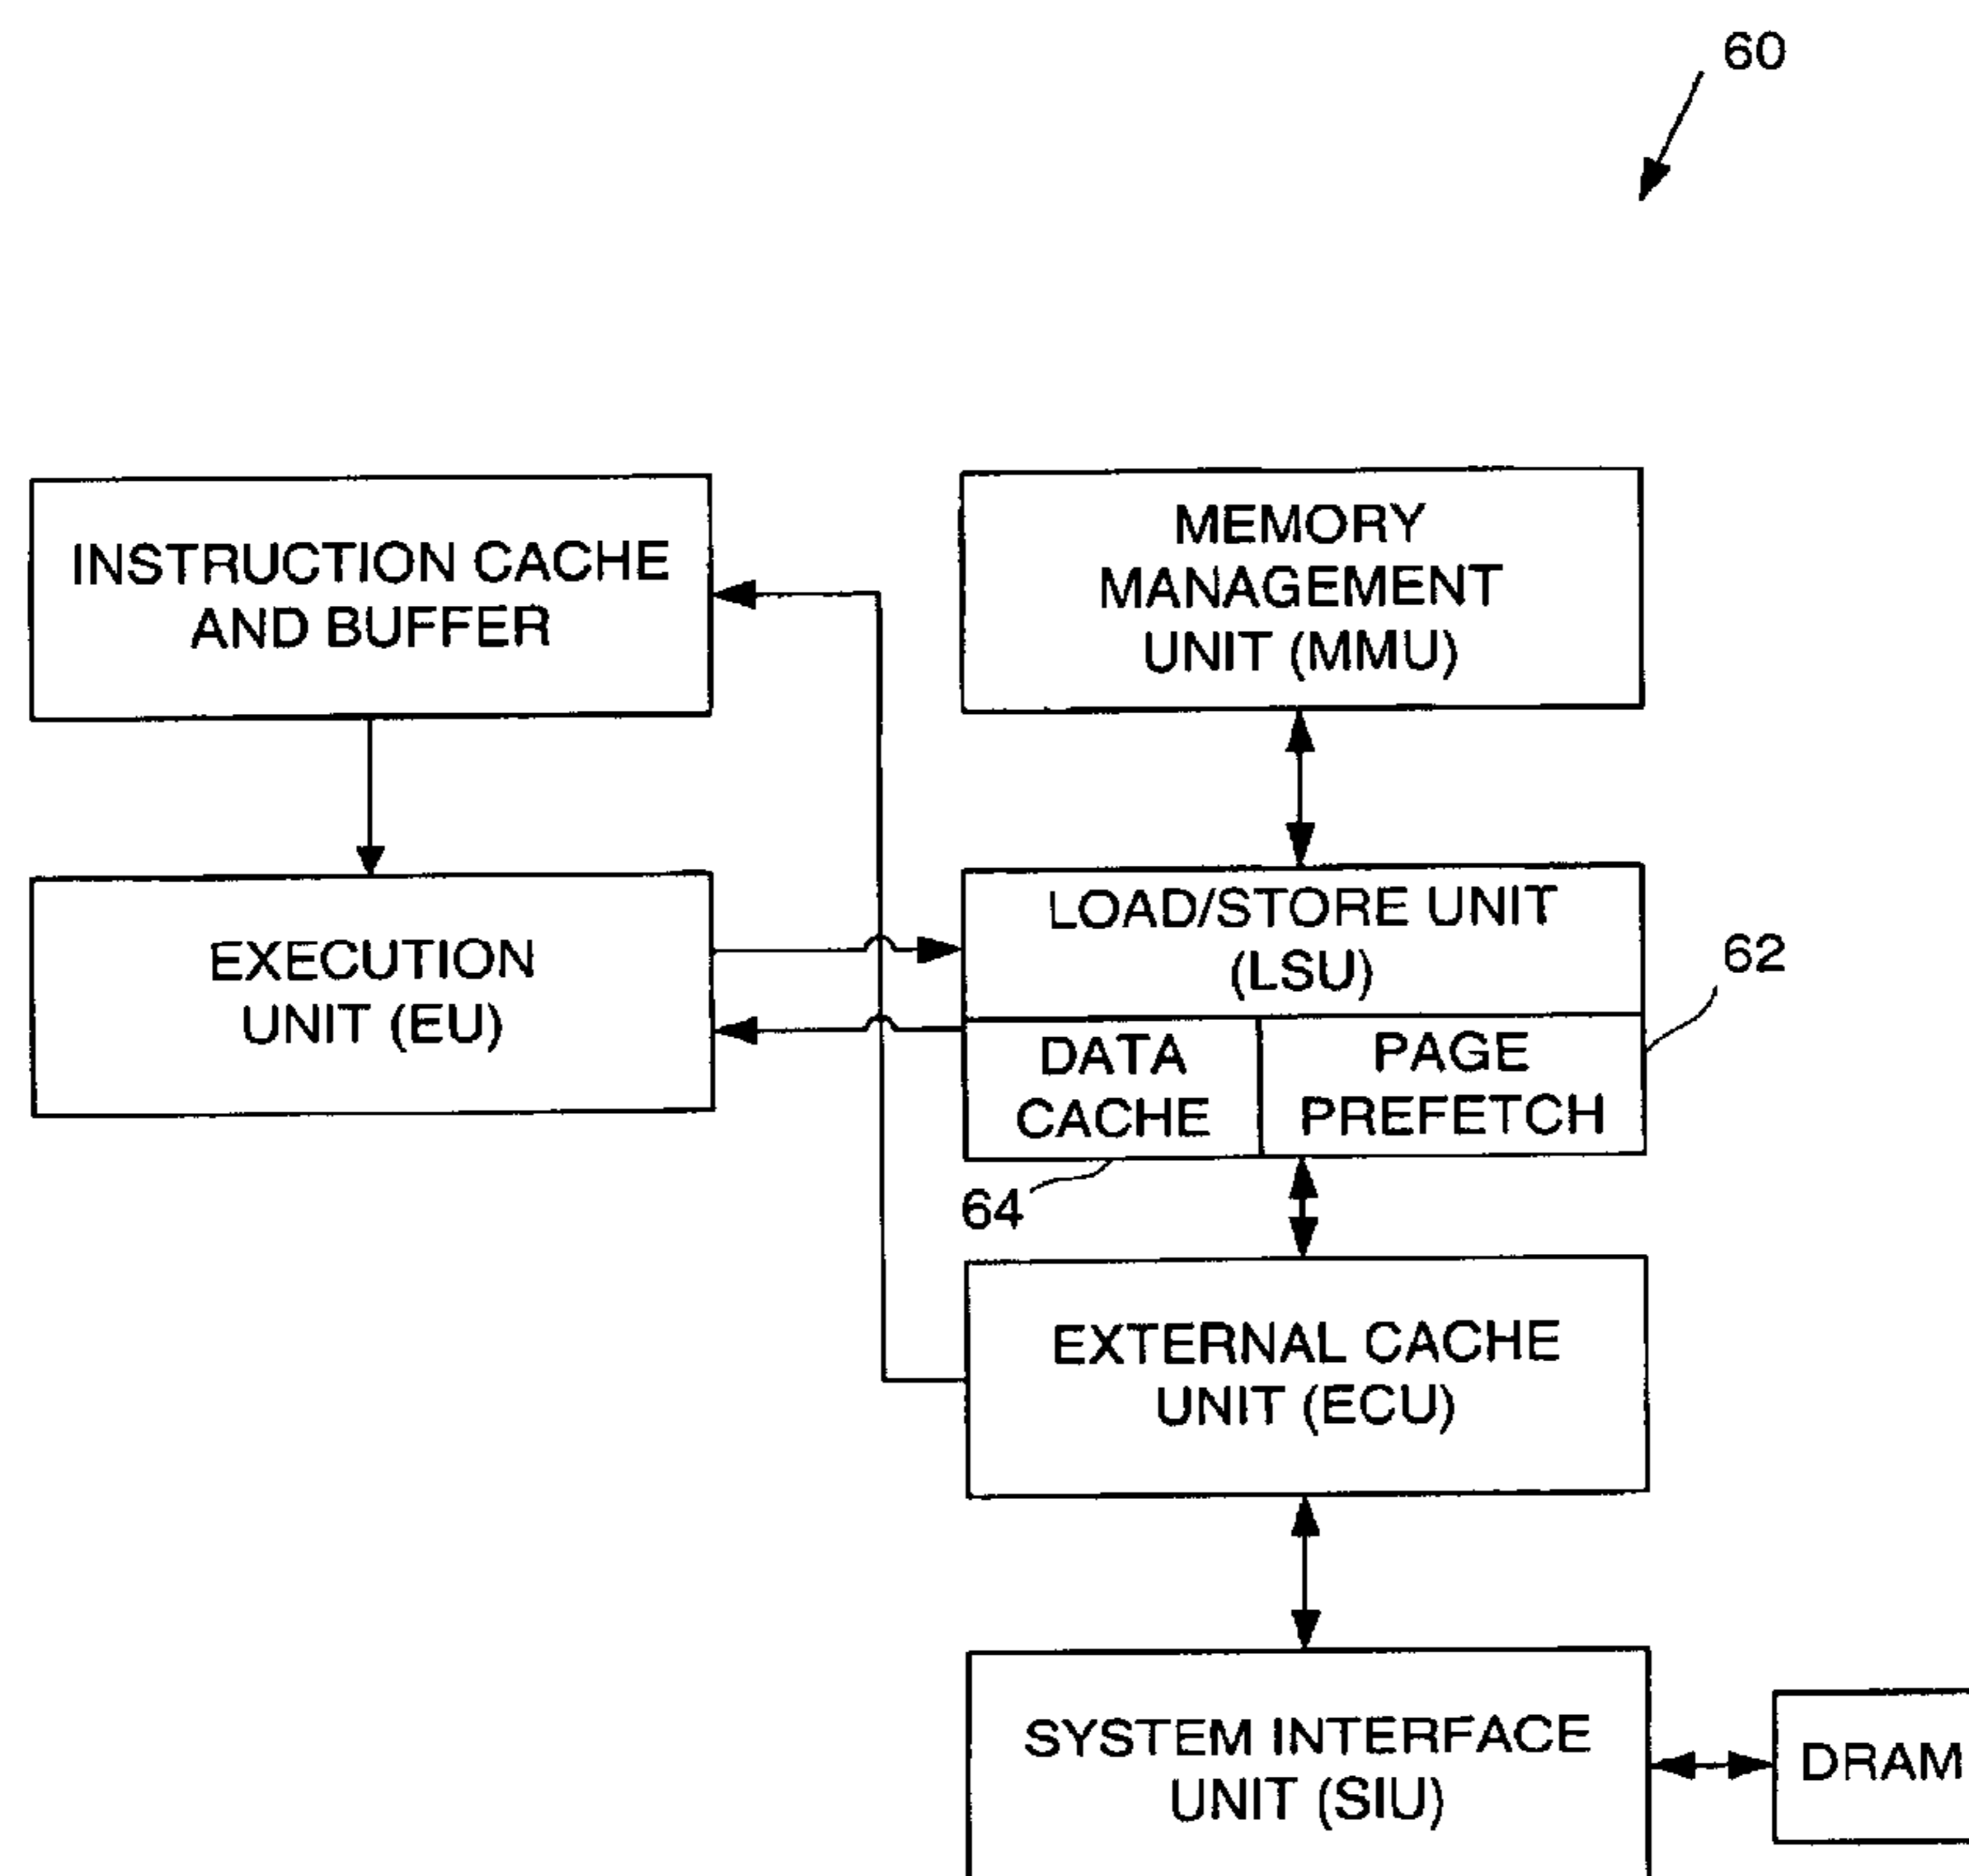 60
INSTRUCTION CACHE
AND BUFFER
MEMORY
MANAGEMENT
UNIT (MMU)
EXECUTION
UNIT (EU)
LOAD/STORE UNIT
(LSU)
62
DATA
CACHE
PAGE
PREFETCH
64
EXTERNAL CACHE
UNIT (ECU)
SYSTEM INTERFACE
UNIT (SIU)
DRAM